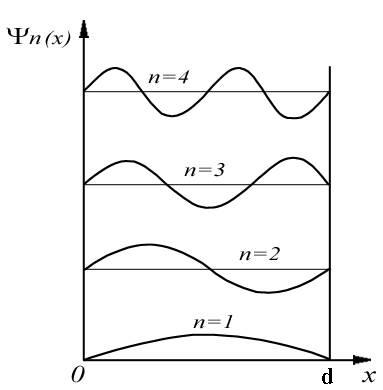 Ψn(x)
n=4
n=3
n=2
n=1
0 d x